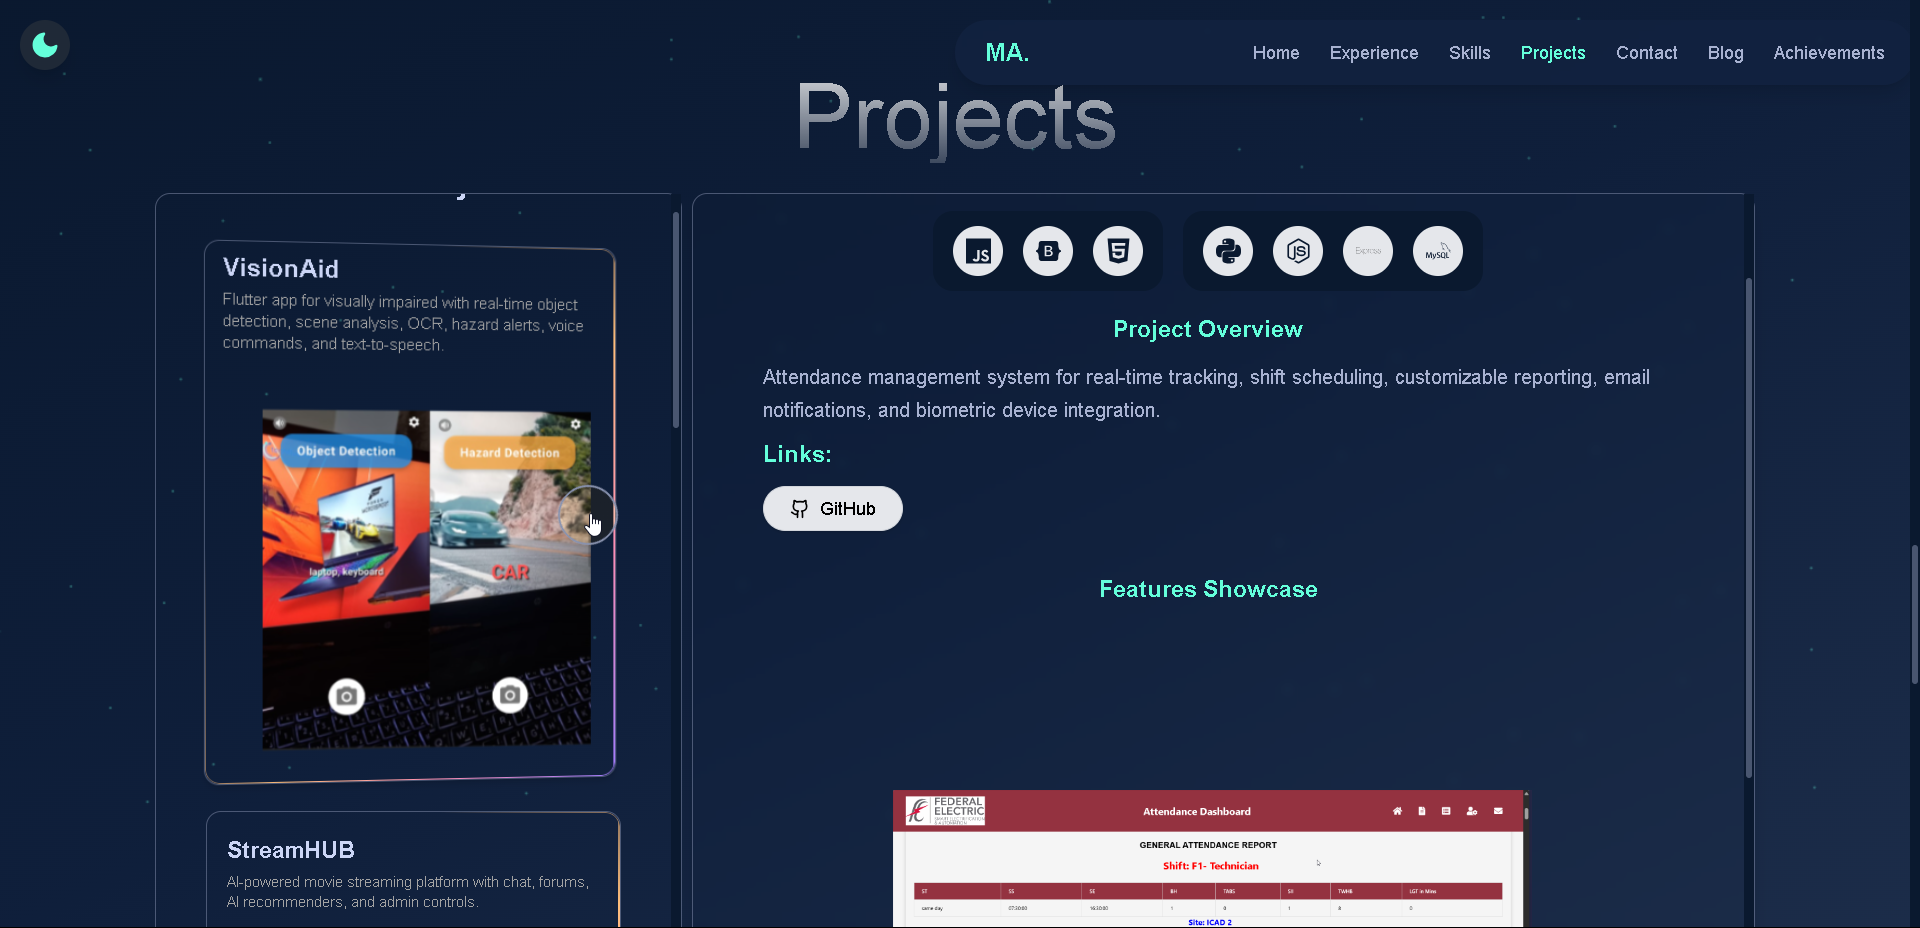 MA.
Home
Experience
Skills
Projects
Contact
Blog
Achievements
Projects
VisionAid
Flutter app for visually impaired with real-time object
detection, scene analysis, OCR, hazard alerts, voice
commands, and text-to-speech.
Object Detection
Hazard Detection
laptop, keyboard
CAR
StreamHUB
AI-powered movie streaming platform with chat, forums,
AI recommenders, and admin controls.
JS
B
5
JS
Express
MySQL
Project Overview
Attendance management system for real-time tracking, shift scheduling, customizable reporting, email
notifications, and biometric device integration.
Links:
GitHub
Features Showcase
FEDERAL
ELECTRIC
Attendance Dashboard
GENERAL ATTENDANCE REPORT
Shift: F1- Technician
ST SS SE BH TABS SII TWHB LGT in Mins
same day 07:30:00 16:30:00 1 0 1 8 0
Site: ICAD 2